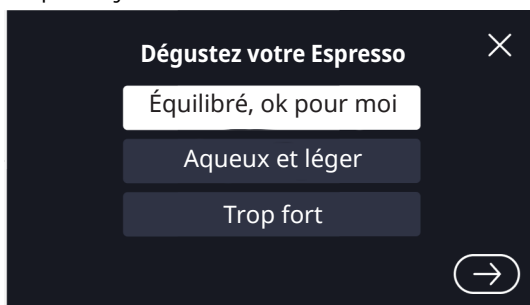 Dégustez votre Espresso
Équilibré, ok pour moi
Aqueux et léger
Trop fort